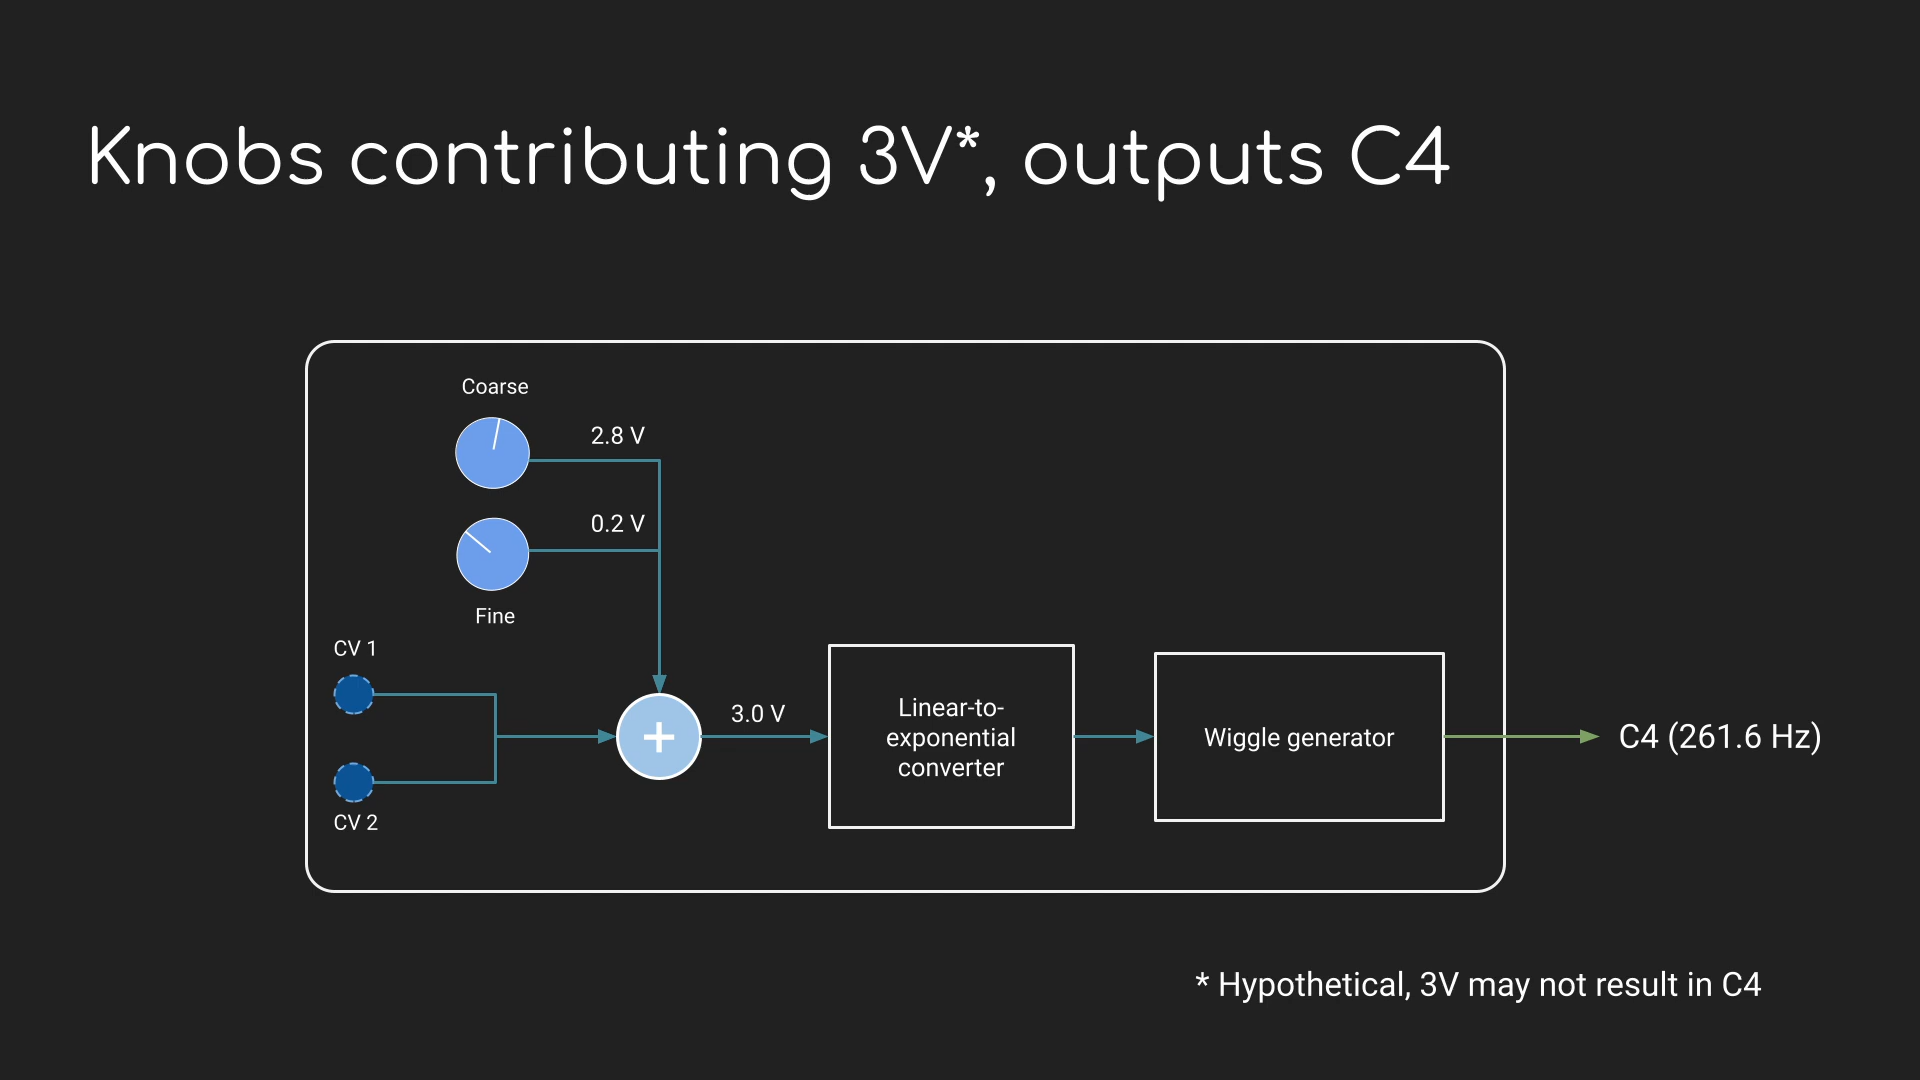 Knobs contributing 3V*, outputs C4
Coarse
2.8 V
0.2 V
Fine
CV 1
CV 2
+
3.0 V
Linear-to-
exponential
converter
Wiggle generator
C4 (261.6 Hz)
* Hypothetical, 3V may not result in C4